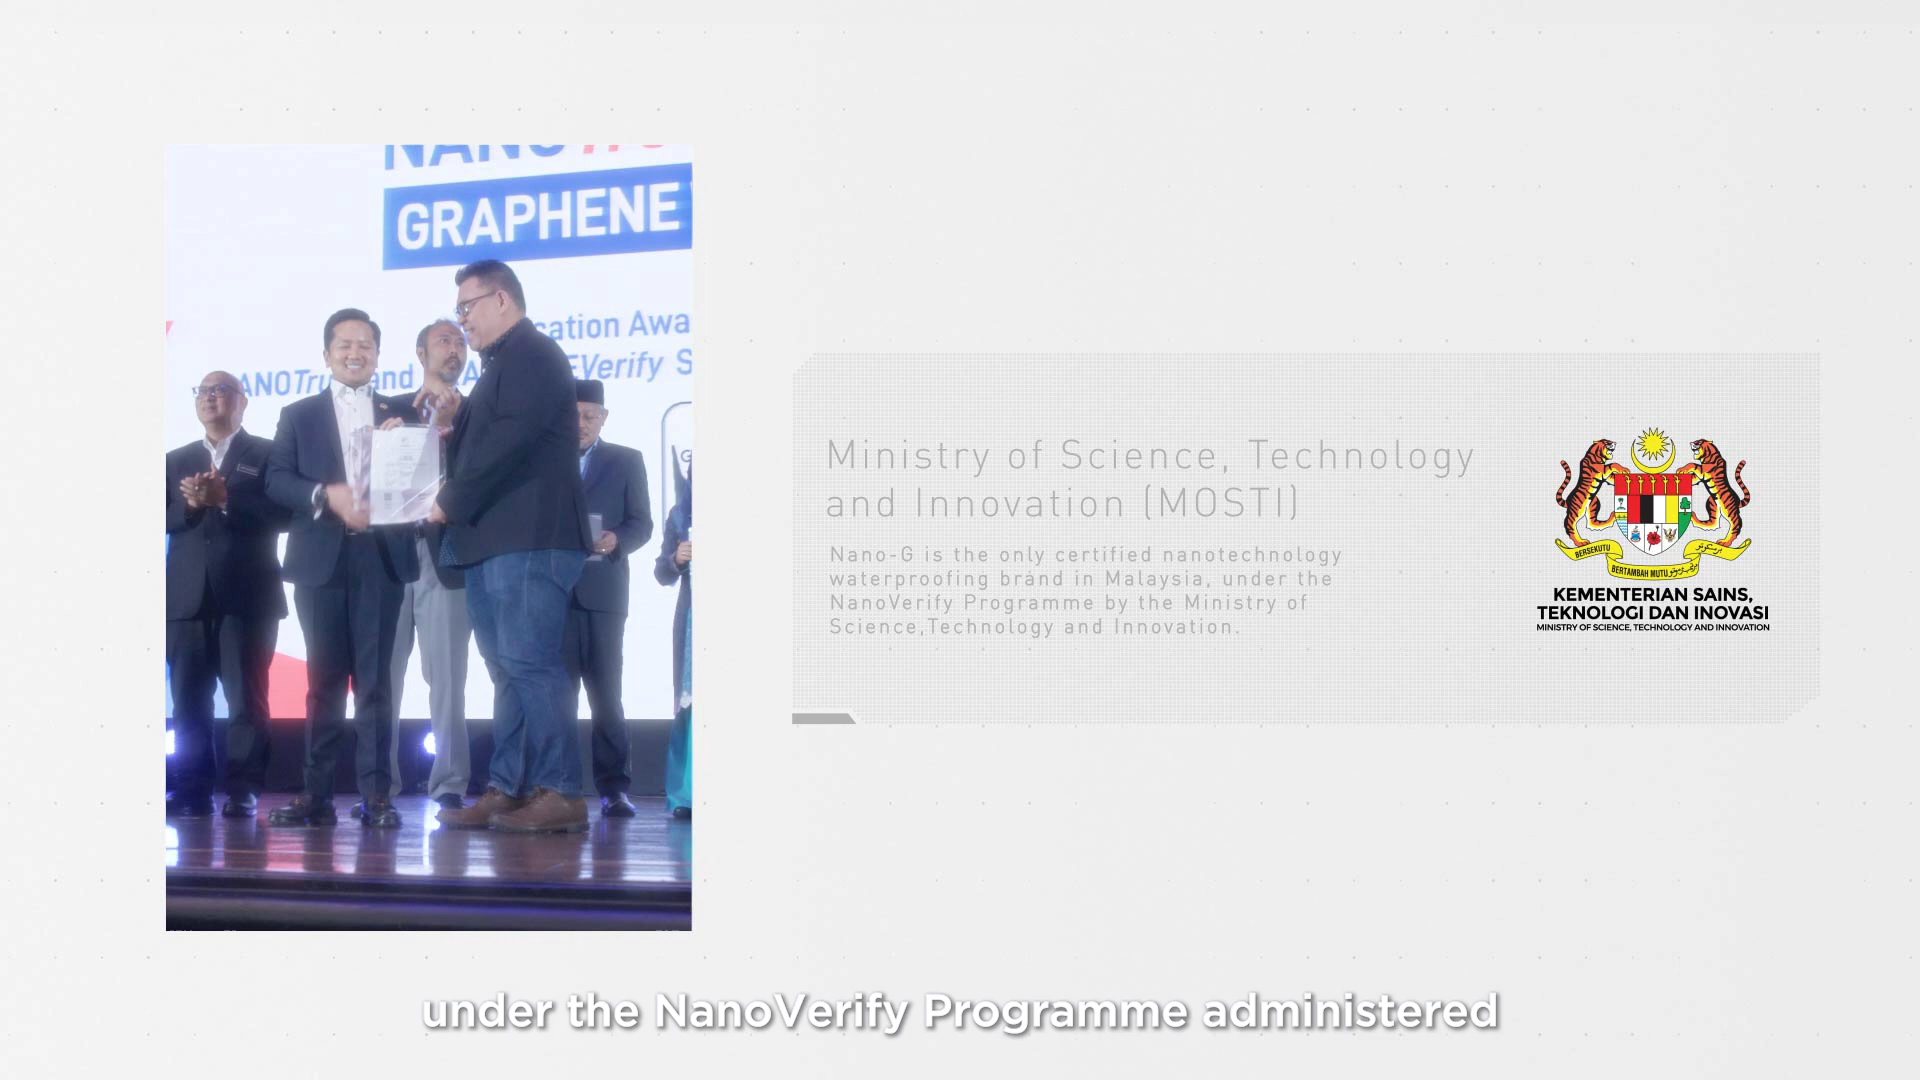 GRAPHENE
cation Awa
and
Verify S
Ministry of Science, Technology
and Innovation (MOSTI)
Nano-G is the only certified nanotechnology
waterproofing brand in Malaysia, under the
NanoVerify Programme by the Ministry of
Science,Technology and Innovation.
BERSEKUTU
BERTAMBAH MUTU
KEMENTERIAN SAINS,
TEKNOLOGI DAN INOVASI
MINISTRY OF SCIENCE, TECHNOLOGY AND INNOVATION
under the NanoVerify Programme administered